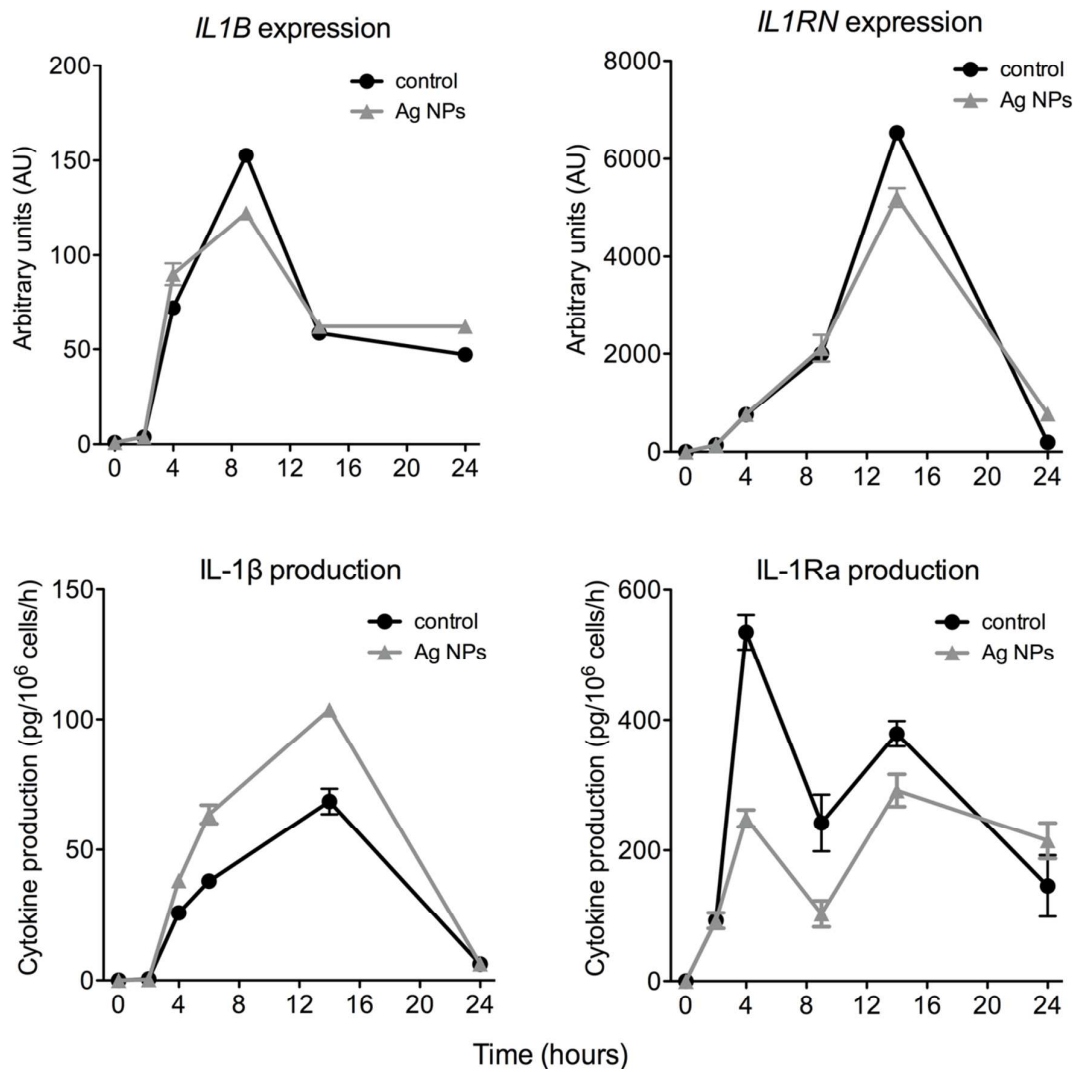 IL1B expression
200
150
100
50
0
Arbitrary units (AU)
control
Ag NPs
0 4 8 12 16 20 24
IL1RN expression
8000
6000
4000
2000
0
Arbitrary units (AU)
control
Ag NPs
0 4 8 12 16 20 24
IL-1β production
150
100
50
0
Cytokine production (pg/10⁶ cells/h)
control
Ag NPs
0 4 8 12 16 20 24
IL-1Ra production
600
400
200
0
Cytokine production (pg/10⁶ cells/h)
control
Ag NPs
0 4 8 12 16 20 24
Time (hours)